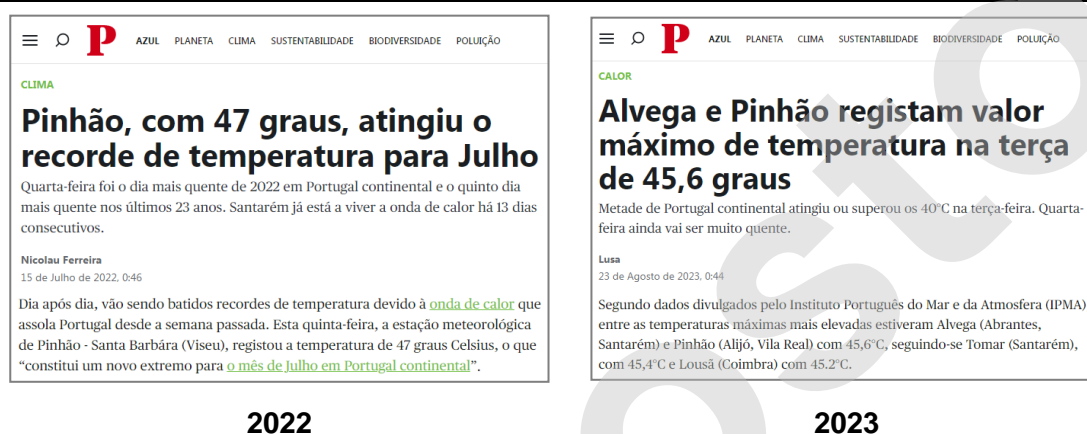 P AZUL PLANETA CLIMA SUSTENTABILIDADE BIODIVERSIDADE POLUIÇÃO
CLIMA
Pinhão, com 47 graus, atingiu o
recorde de temperatura para Julho
Quarta-feira foi o dia mais quente de 2022 em Portugal continental e o quinto dia
mais quente nos últimos 23 anos. Santarém já está a viver a onda de calor há 13 dias
consecutivos.
Nicolau Ferreira
15 de Julho de 2022, 0:46
Dia após dia, vão sendo batidos recordes de temperatura devido à onda de calor que
assola Portugal desde a semana passada. Esta quinta-feira, a estação meteorológica
de Pinhão - Santa Barbára (Viseu), registou a temperatura de 47 graus Celsius, o que
“constitui um novo extremo para o mês de Julho em Portugal continental”.
2022
P AZUL PLANETA CLIMA SUSTENTABILIDADE BIODIVERSIDADE POLUIÇÃO
CALOR
Alvega e Pinhão registam valor
máximo de temperatura na terça
de 45,6 graus
Metade de Portugal continental atingiu ou superou os 40°C na terça-feira. Quarta-
feira ainda vai ser muito quente.
Lusa
23 de Agosto de 2023, 0:44
Segundo dados divulgados pelo Instituto Português do Mar e da Atmosfera (IPMA)
entre as temperaturas máximas mais elevadas estiveram Alvega (Abrantes,
Santarém) e Pinhão (Alijó, Vila Real) com 45,6°C, seguindo-se Tomar (Santarém),
com 45,4°C e Lousã (Coimbra) com 45.2°C.
2023